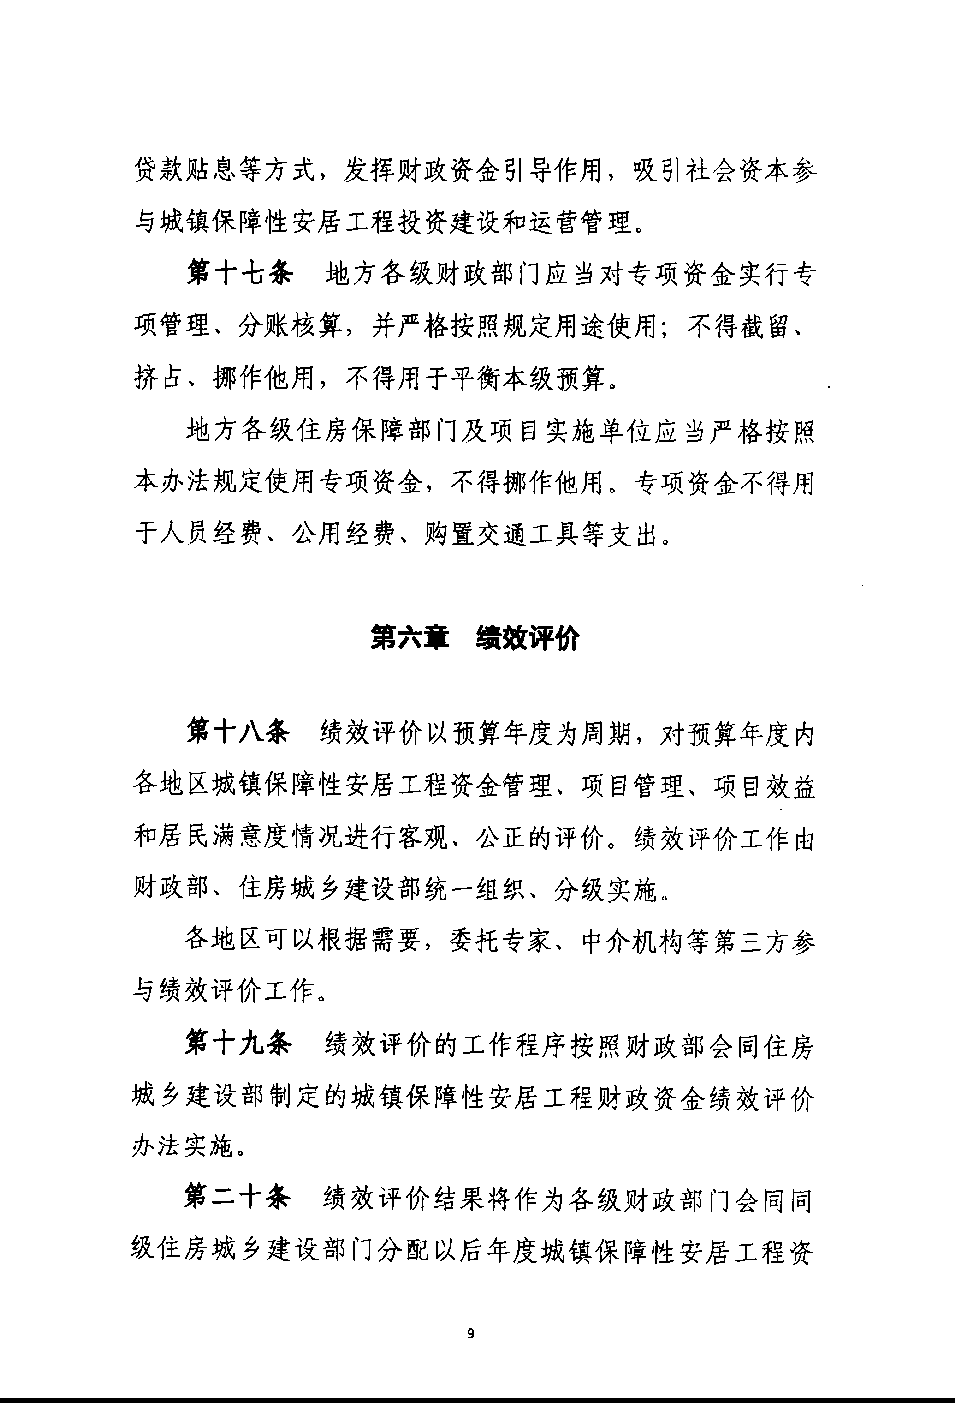 贷款贴息等方式，发挥财政资金引导作用，吸引社会资本参
与城镇保障性安居工程投资建设和运营管理。
第十七条　地方各级财政部门应当对专项资金实行专
项管理、分账核算，并严格按照规定用途使用；不得截留、
挤占、挪作他用，不得用于平衡本级预算。
地方各级住房保障部门及项目实施单位应当严格按照
本办法规定使用专项资金，不得挪作他用。专项资金不得用
于人员经费、公用经费、购置交通工具等支出。
第六章　绩效评价
第十八条　绩效评价以预算年度为周期，对预算年度内
各地区城镇保障性安居工程资金管理、项目管理、项目效益
和居民满意度情况进行客观、公正的评价。绩效评价工作由
财政部、住房城乡建设部统一组织、分级实施。
各地区可以根据需要，委托专家、中介机构等第三方参
与绩效评价工作。
第十九条　绩效评价的工作程序按照财政部会同住房
城乡建设部制定的城镇保障性安居工程财政资金绩效评价
办法实施。
第二十条　绩效评价结果将作为各级财政部门会同同
级住房城乡建设部门分配以后年度城镇保障性安居工程资
9